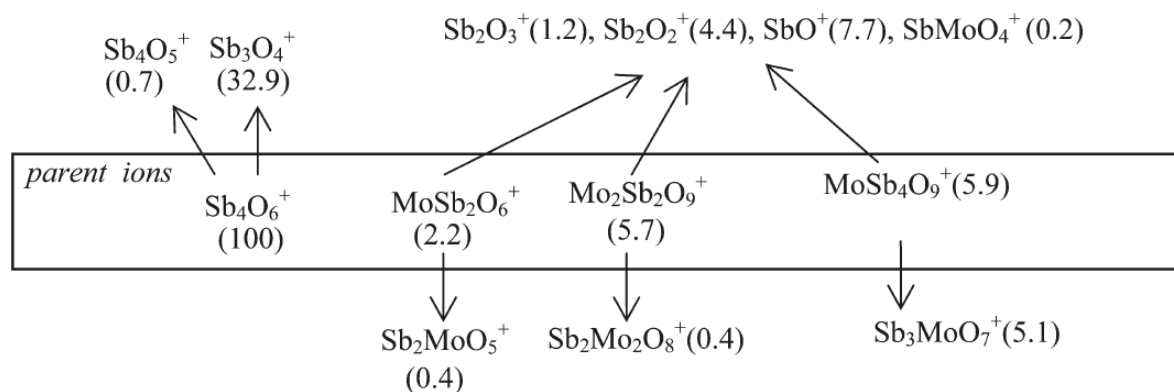 Sb₂O₃⁺(1.2), Sb₂O₂⁺(4.4), SbO⁺(7.7), SbMoO₄⁺(0.2)
Sb₄O₅⁺ Sb₃O₄⁺
(0.7) (32.9)
parent ions
Sb₄O₆⁺ MoSb₂O₆⁺ Mo₂Sb₂O₉⁺ MoSb₄O₉⁺(5.9)
(100) (2.2) (5.7)
Sb₂MoO₅⁺ Sb₂Mo₂O₈⁺(0.4) Sb₃MoO₇⁺(5.1)
(0.4)